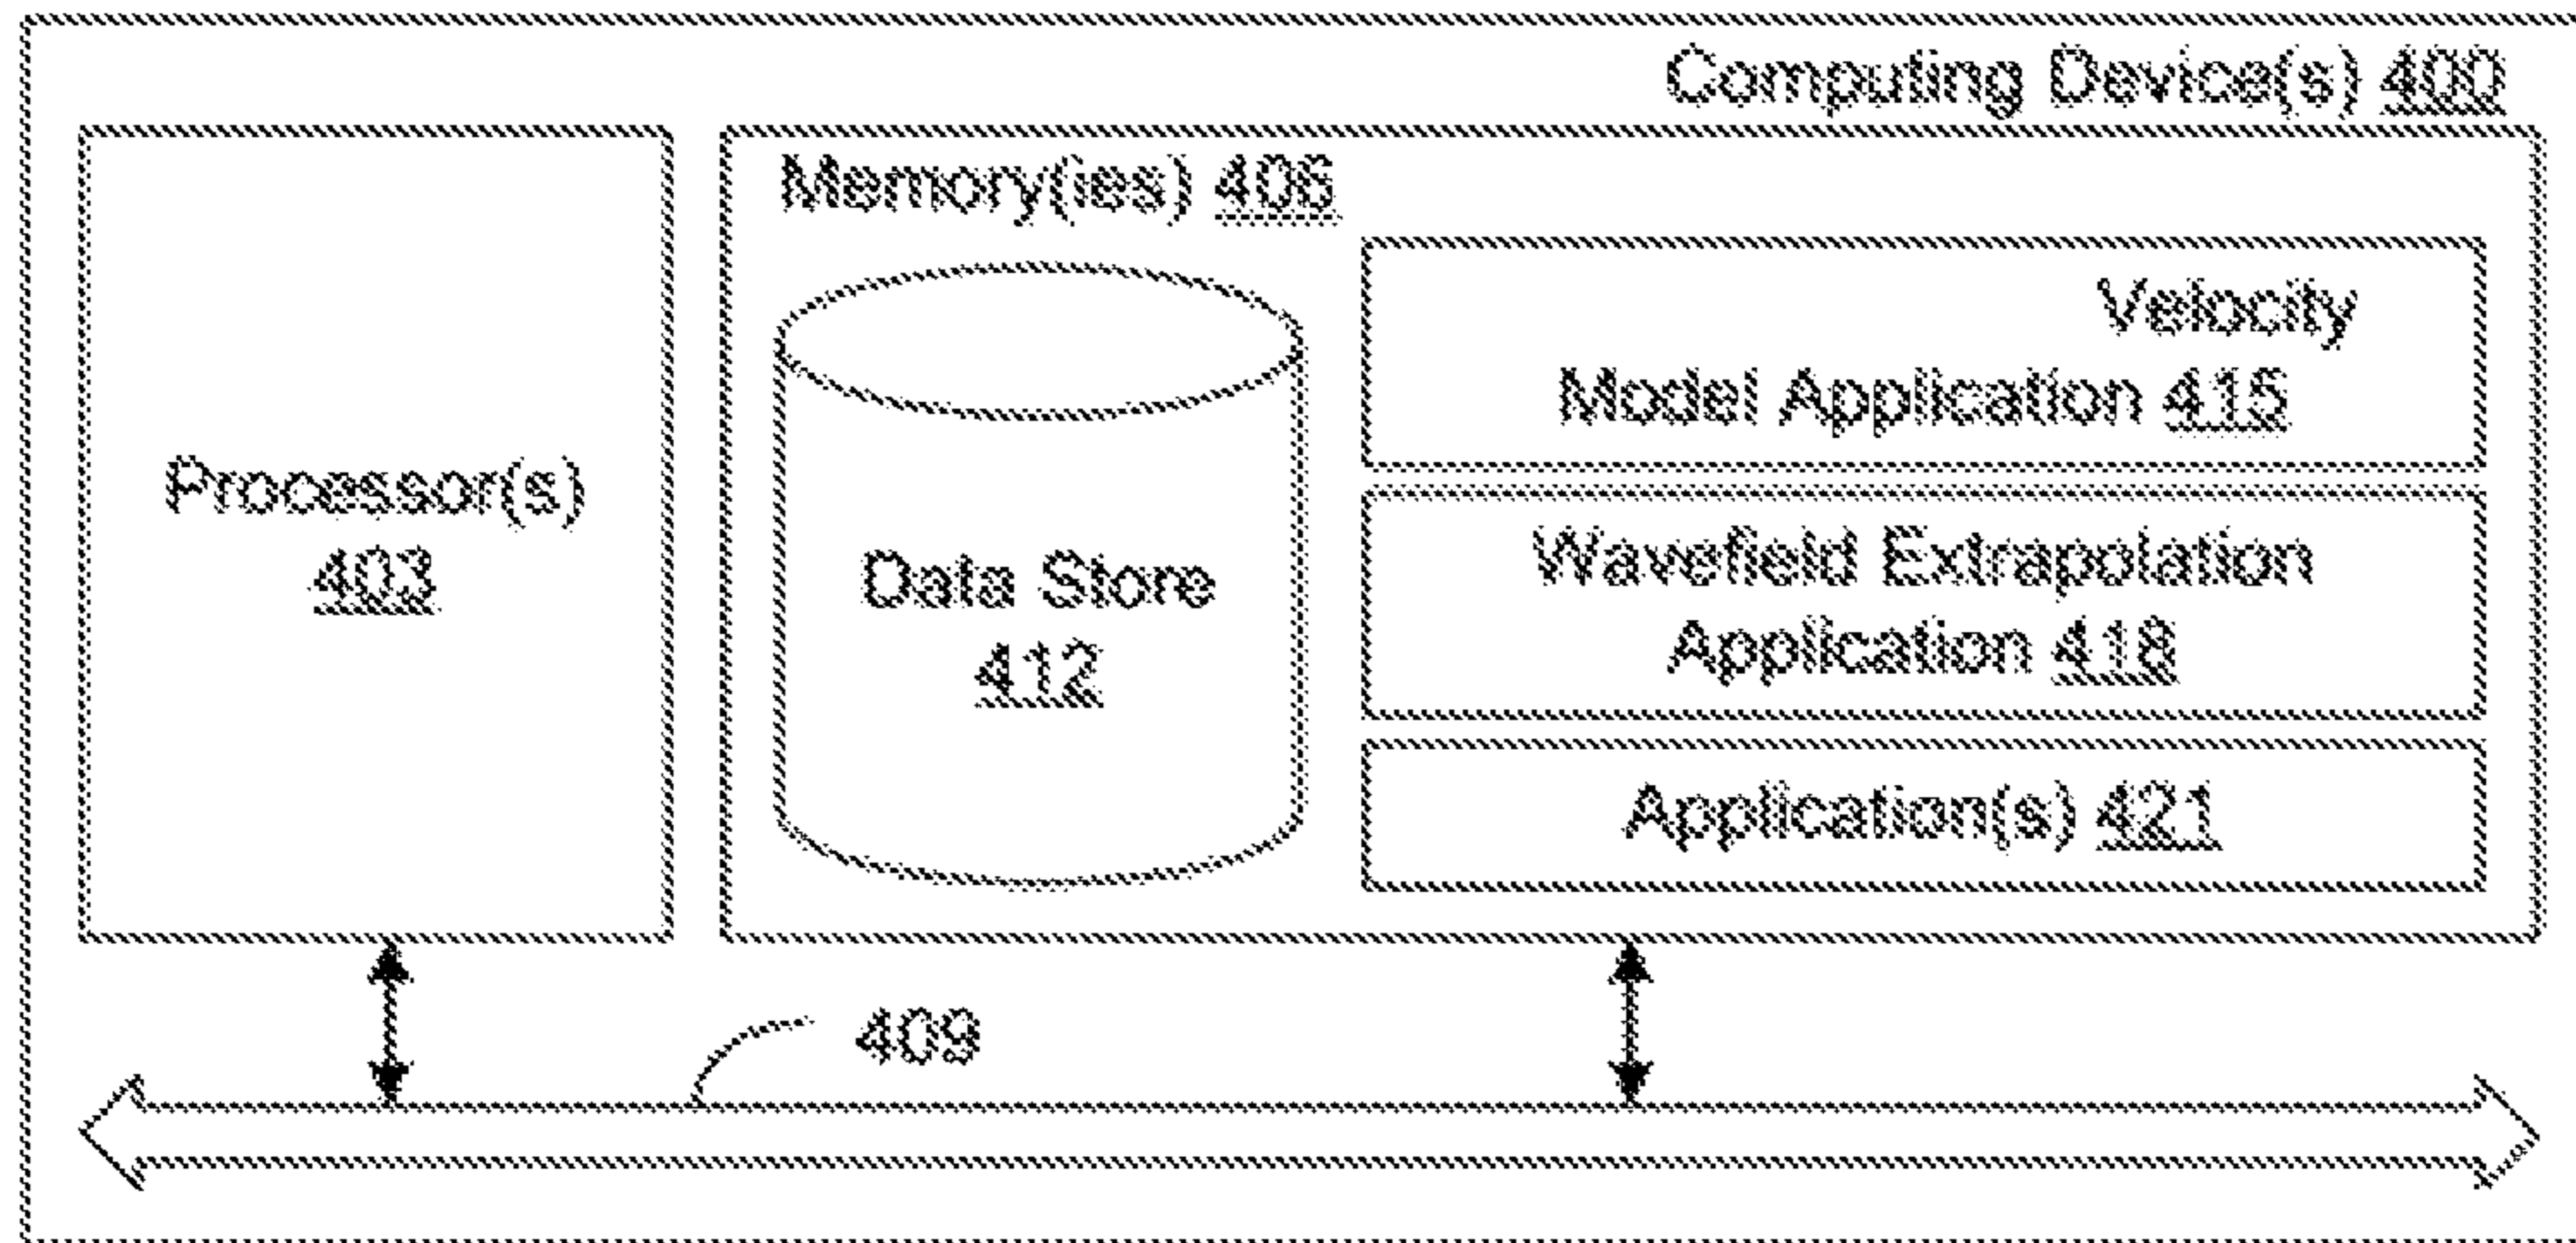 Computing Device(s) 400
Memory(ies) 406
Processor(s)
403
Data Store
412
Velocity
Model Application 415
Wavefield Extrapolation
Application 418
Application(s) 421
409